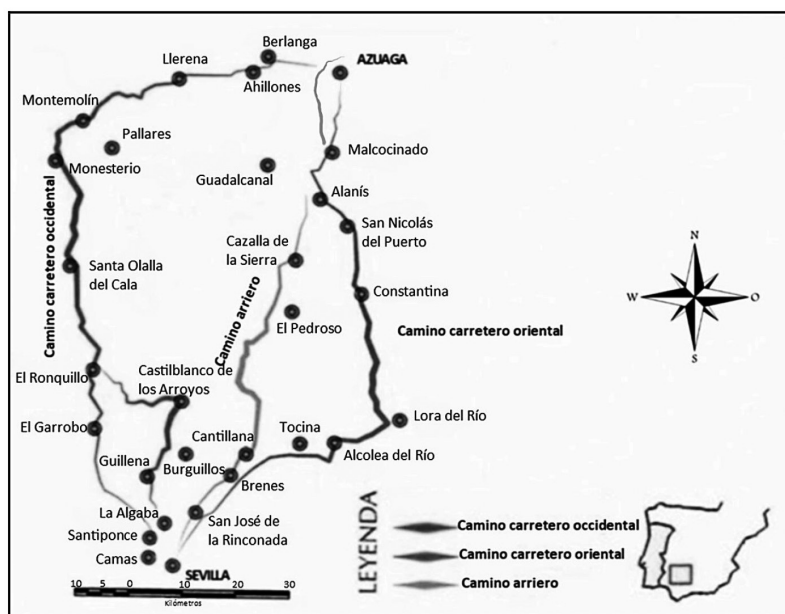 Berlanga
Llerena
AZUAGA
Ahillones
Montemolín
Pallares
Malcocinado
Monesterio
Guadalcanal
Alanís
San Nicolás
del Puerto
Cazalla de
la Sierra
Camino carretero occidental
Santa Olalla
del Cala
Constantina
Camino arriero
El Pedroso
Camino carretero oriental
N
W
O
S
El Ronquillo
Castilblanco de
los Arroyos
El Garrobo
Cantillana
Tocina
Lora del Río
Guillena
Burguillos
Alcolea del Río
Brenes
La Algaba
San José de
la Rinconada
Santiponce
Camas
SEVILLA
10 0 10 20 30
Kilómetros
LEYENDA
Camino carretero occidental
Camino carretero oriental
Camino arriero